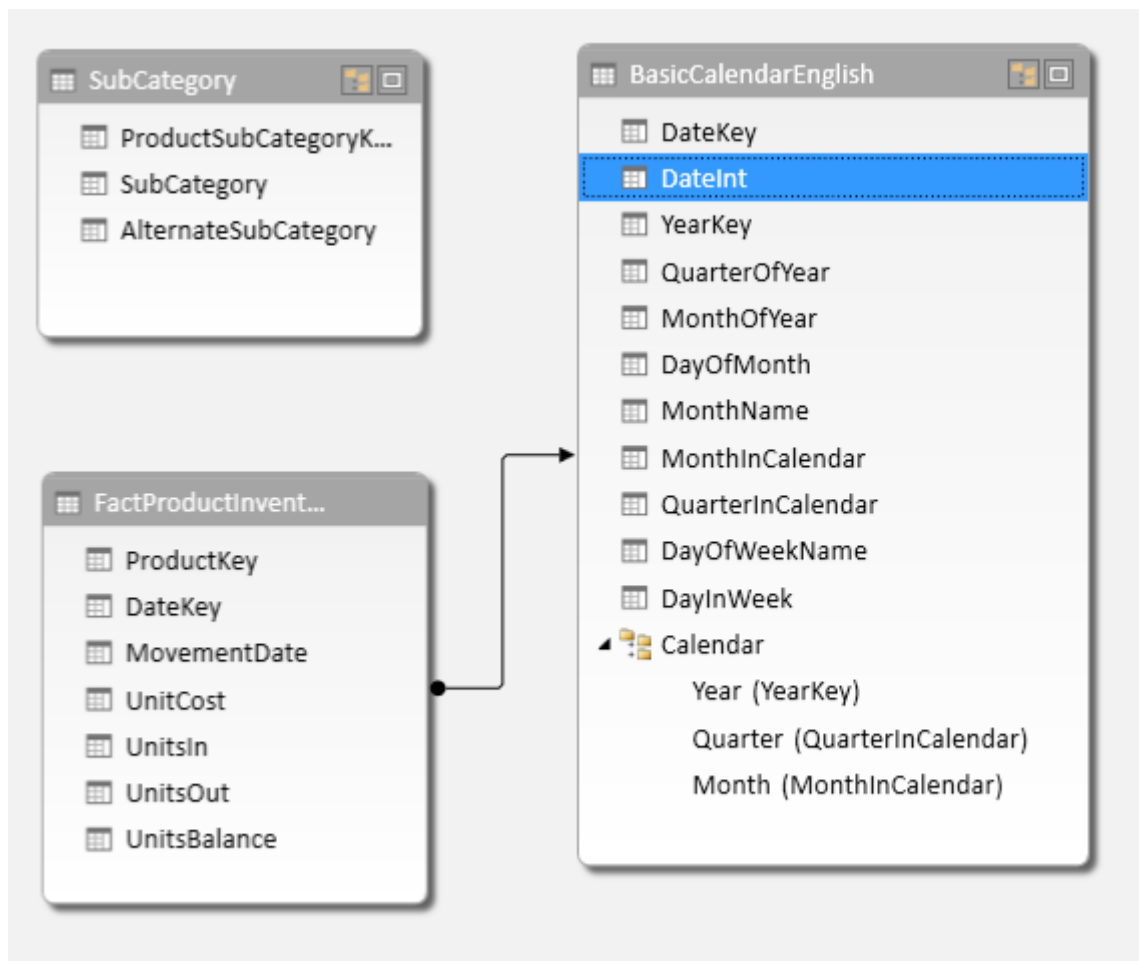 SubCategory
ProductSubCategoryK...
SubCategory
AlternateSubCategory
BasicCalendarEnglish
DateKey
DateInt
YearKey
QuarterOfYear
MonthOfYear
DayOfMonth
MonthName
MonthInCalendar
QuarterInCalendar
DayOfWeekName
DayInWeek
Calendar
Year (YearKey)
Quarter (QuarterInCalendar)
Month (MonthInCalendar)
FactProductInvent...
ProductKey
DateKey
MovementDate
UnitCost
UnitsIn
UnitsOut
UnitsBalance